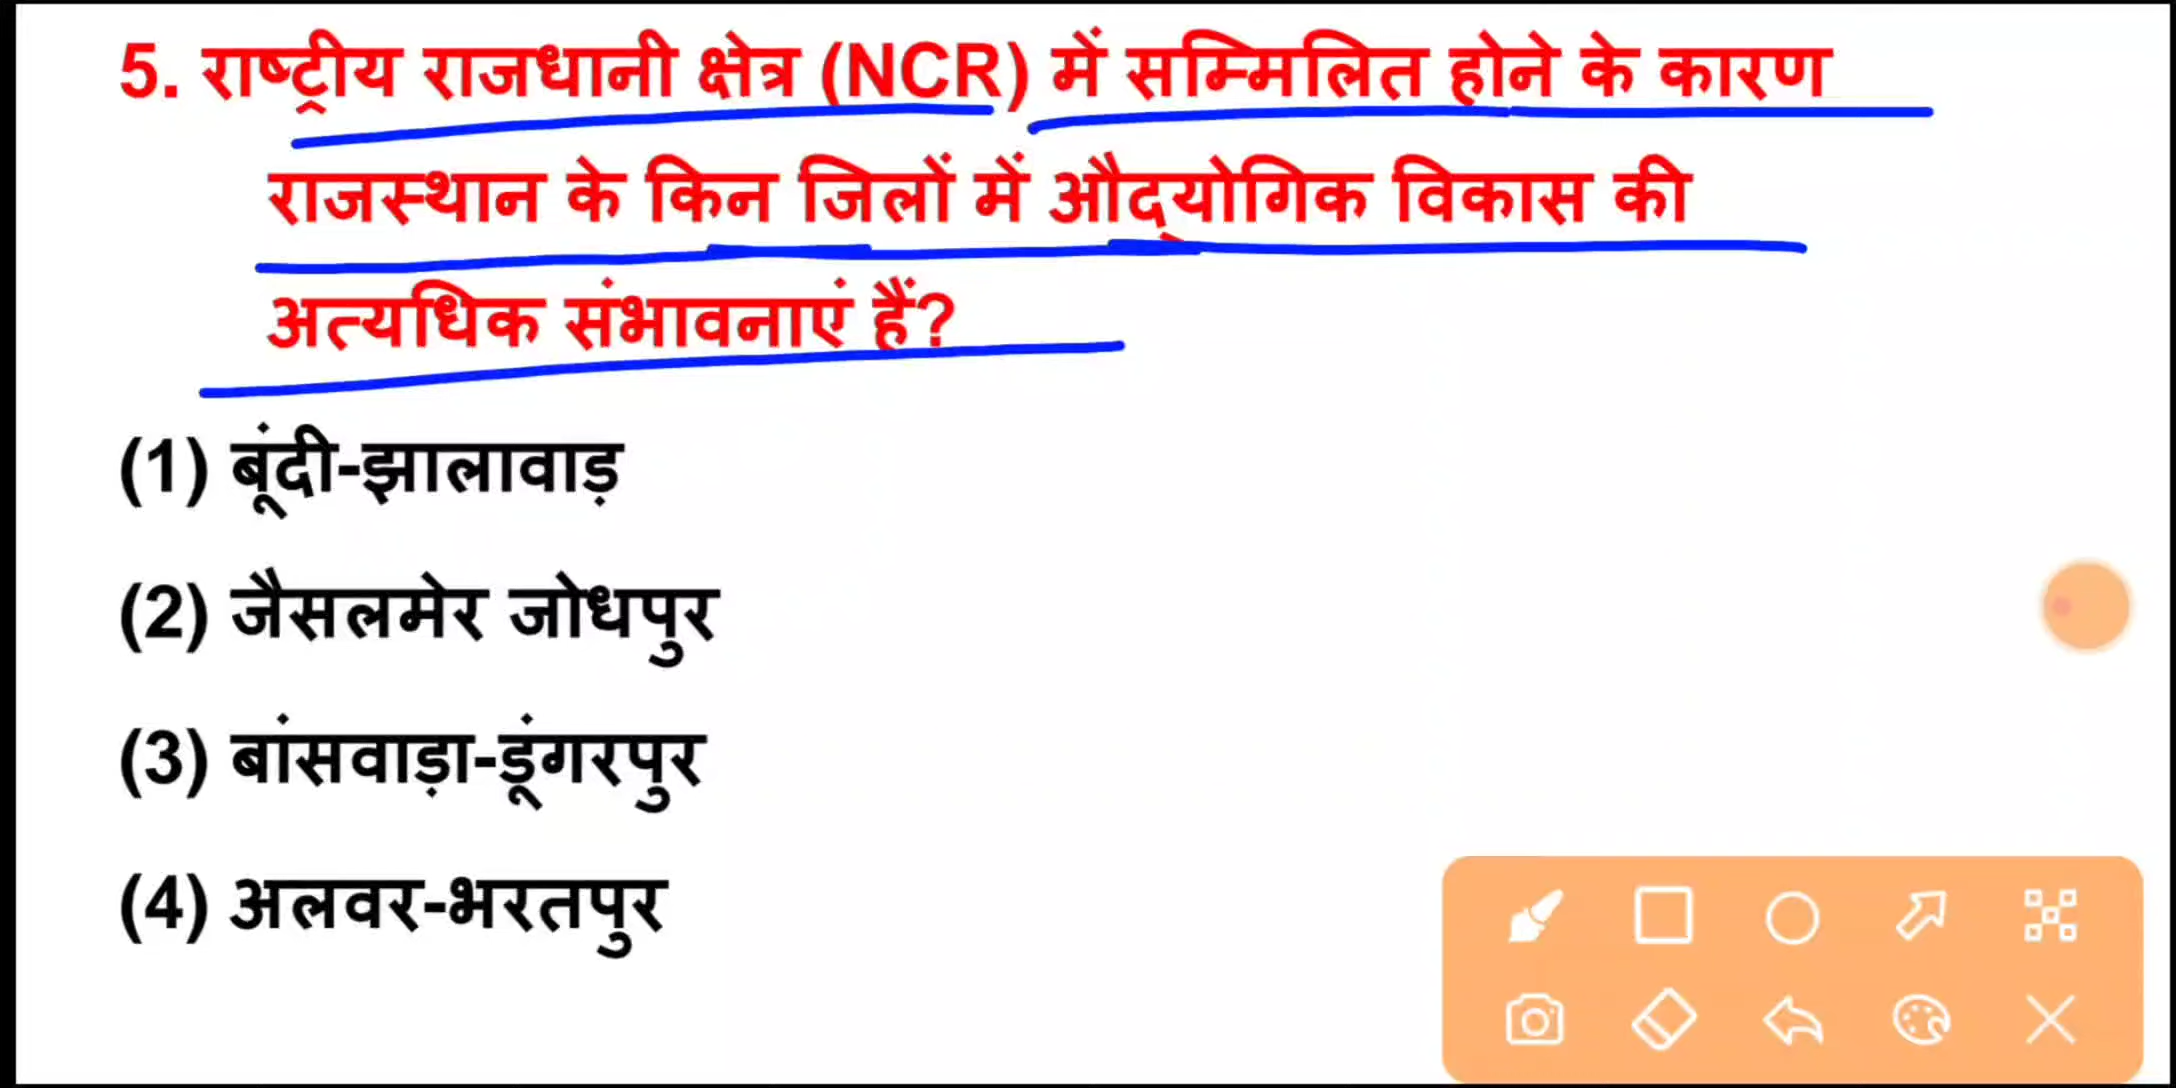 5. राष्ट्रीय राजधानी क्षेत्र (NCR) में सम्मिलित होने के कारण
राजस्थान के किन जिलों में औद्योगिक विकास की
अत्यधिक संभावनाएं हैं?
(1) बूंदी-झालावाड़
(2) जैसलमेर जोधपुर
(3) बांसवाड़ा-डूंगरपुर
(4) अलवर-भरतपुर